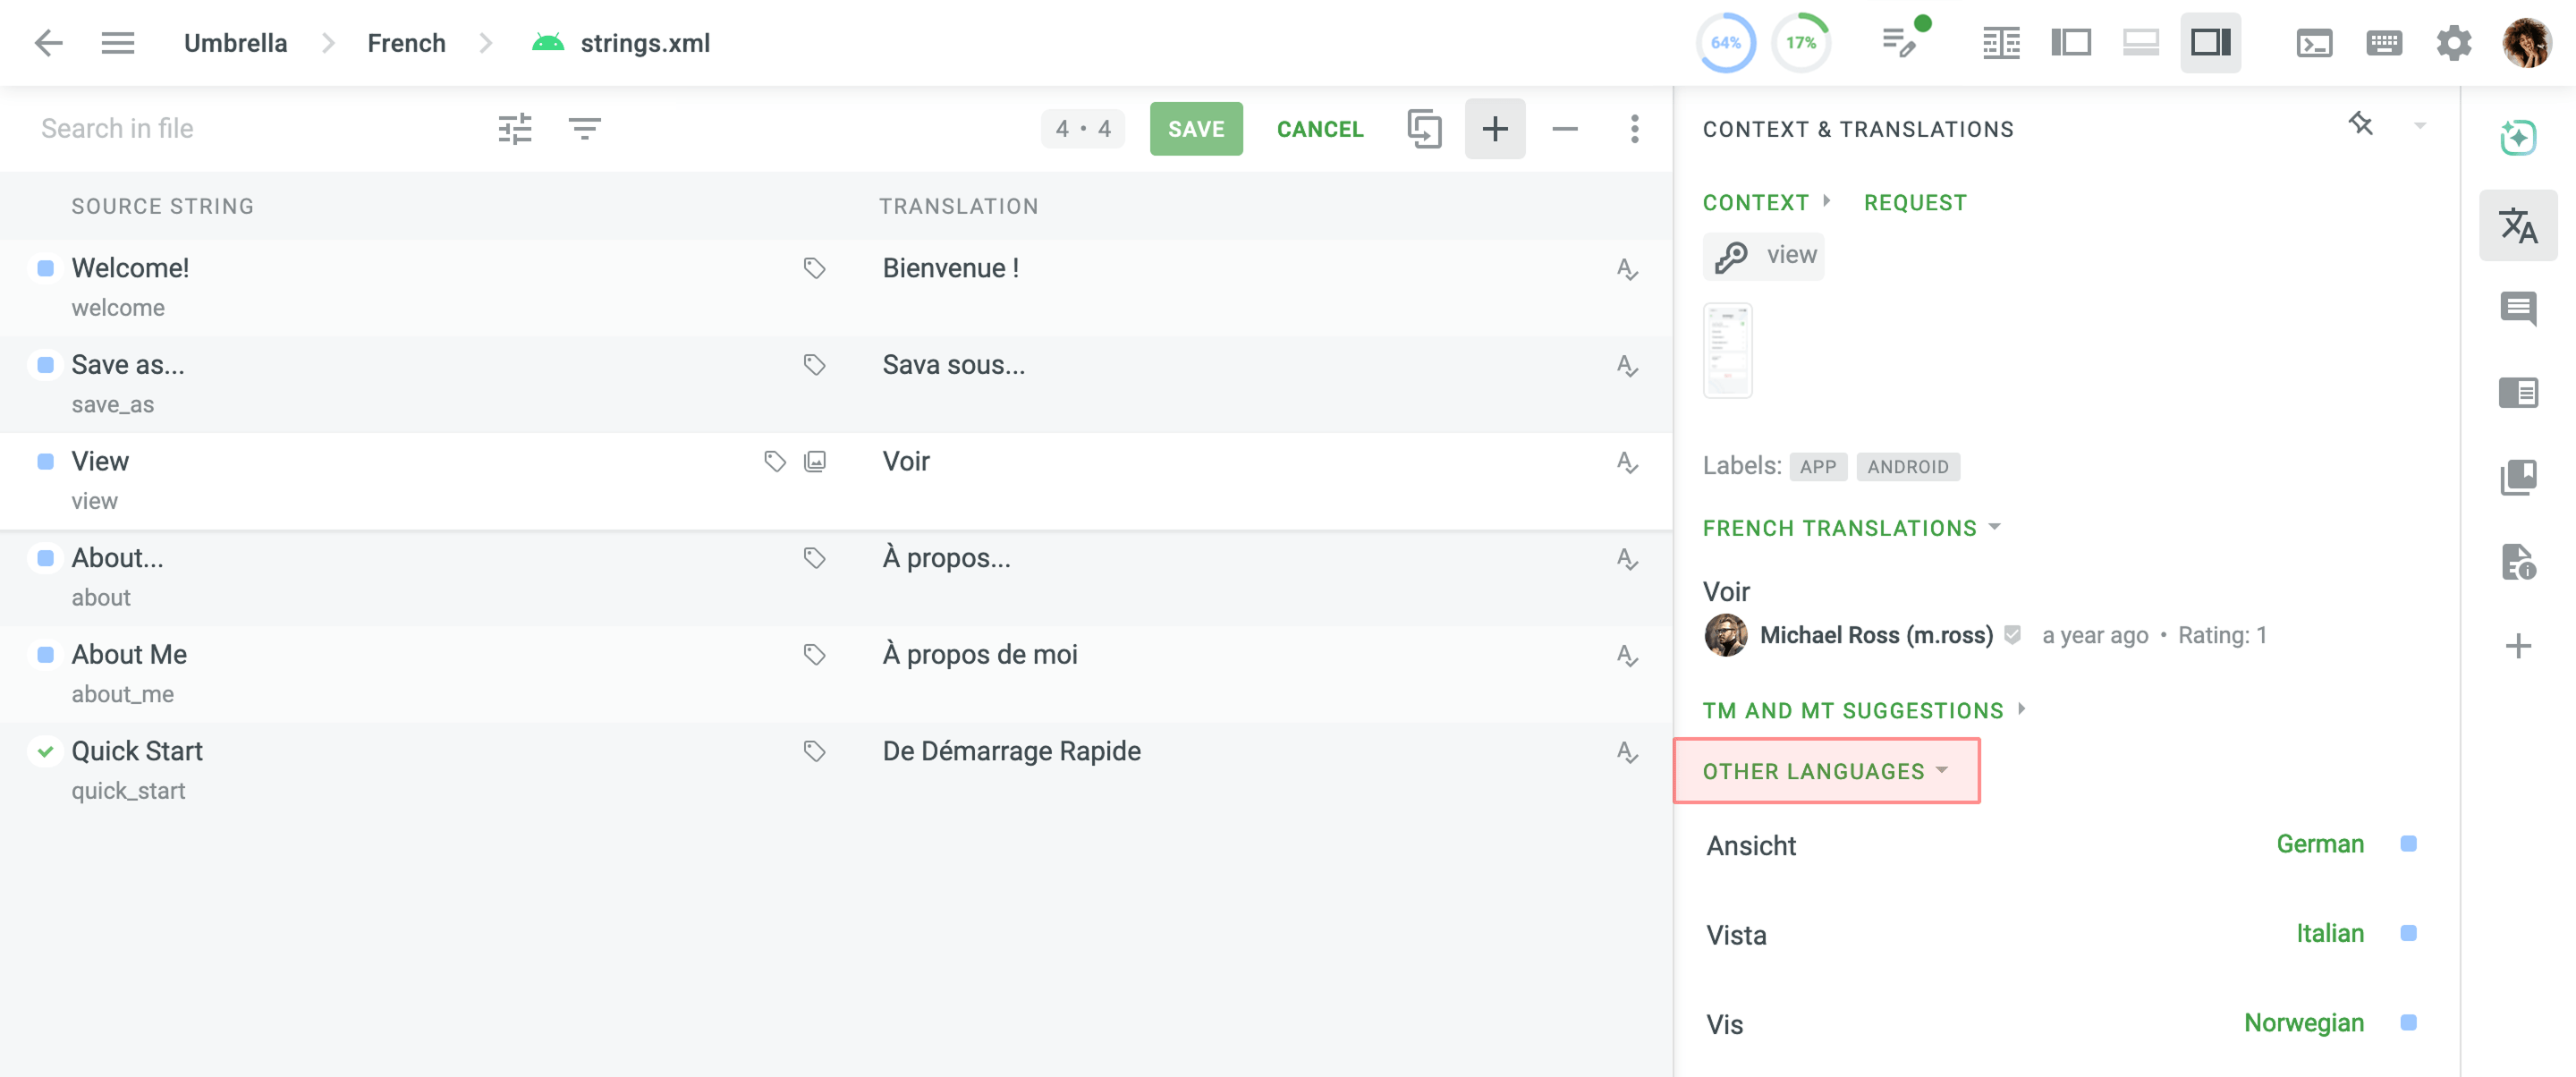 Umbrella French strings.xml 64% 17%
Search in file 4 • 4 SAVE CANCEL
SOURCE STRING TRANSLATION
Welcome! Bienvenue !
welcome
Save as... Sava sous...
save_as
View Voir
view
About... À propos...
about
About Me À propos de moi
about_me
Quick Start De Démarrage Rapide
quick_start
CONTEXT & TRANSLATIONS
CONTEXT REQUEST
view
Labels: APP ANDROID
FRENCH TRANSLATIONS
Voir
Michael Ross (m.ross) a year ago • Rating: 1
TM AND MT SUGGESTIONS
OTHER LANGUAGES
Ansicht German
Vista Italian
Vis Norwegian